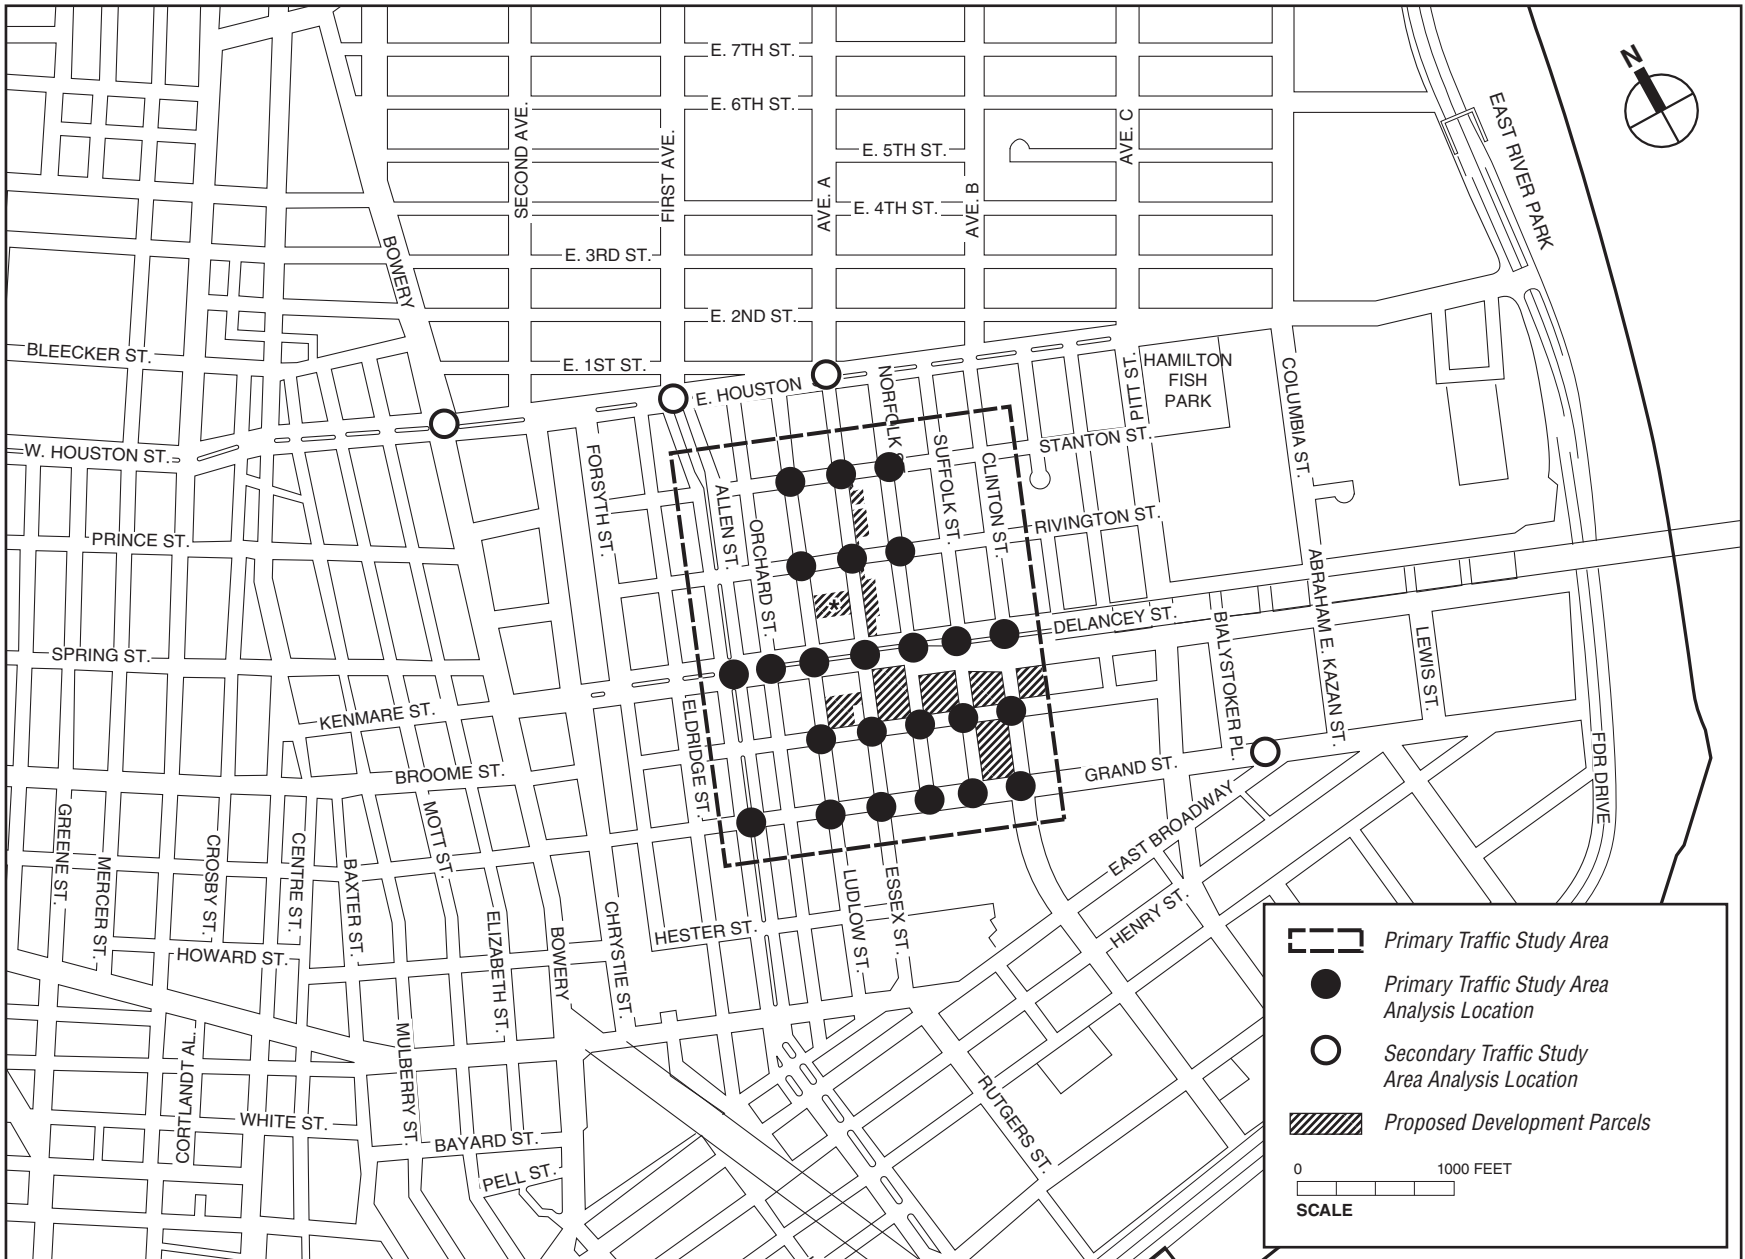 E. 7TH ST.
E. 6TH ST.
E. 5TH ST.
E. 4TH ST.
E. 3RD ST.
E. 2ND ST.
E. 1ST ST.
SECOND AVE.
FIRST AVE.
AVE. A
AVE. B
AVE. C
N
EAST RIVER PARK
BOWERY
BLEECKER ST.
E. HOUSTON
W. HOUSTON ST.
NORFOLK S
PITT ST.
HAMILTON
FISH
PARK
COLUMBIA ST.
STANTON ST.
FORSYTH ST.
ALLEN ST.
ORCHARD ST.
SUFFOLK ST.
CLINTON ST.
RIVINGTON ST.
PRINCE ST.
*
DELANCEY ST.
BIALYSTOKER PL.
ABRAHAM E. KAZAN ST.
LEWIS ST.
SPRING ST.
KENMARE ST.
ELDRIDGE ST.
BROOME ST.
GRAND ST.
FDR DRIVE
GREENE ST.
MERCER ST.
CROSBY ST.
CENTRE ST.
BAXTER ST.
MOTT ST.
ELIZABETH ST.
BOWERY
CHRYSTIE ST.
HESTER ST.
LUDLOW ST.
ESSEX ST.
EAST BROADWAY
HENRY ST.
HOWARD ST.
CORTLANDT AL.
WHITE ST.
MULBERRY ST.
BAYARD ST.
PELL ST.
RUTGERS ST.
Primary Traffic Study Area
Primary Traffic Study Area
Analysis Location
Secondary Traffic Study
Area Analysis Location
Proposed Development Parcels
0 1000 FEET
SCALE